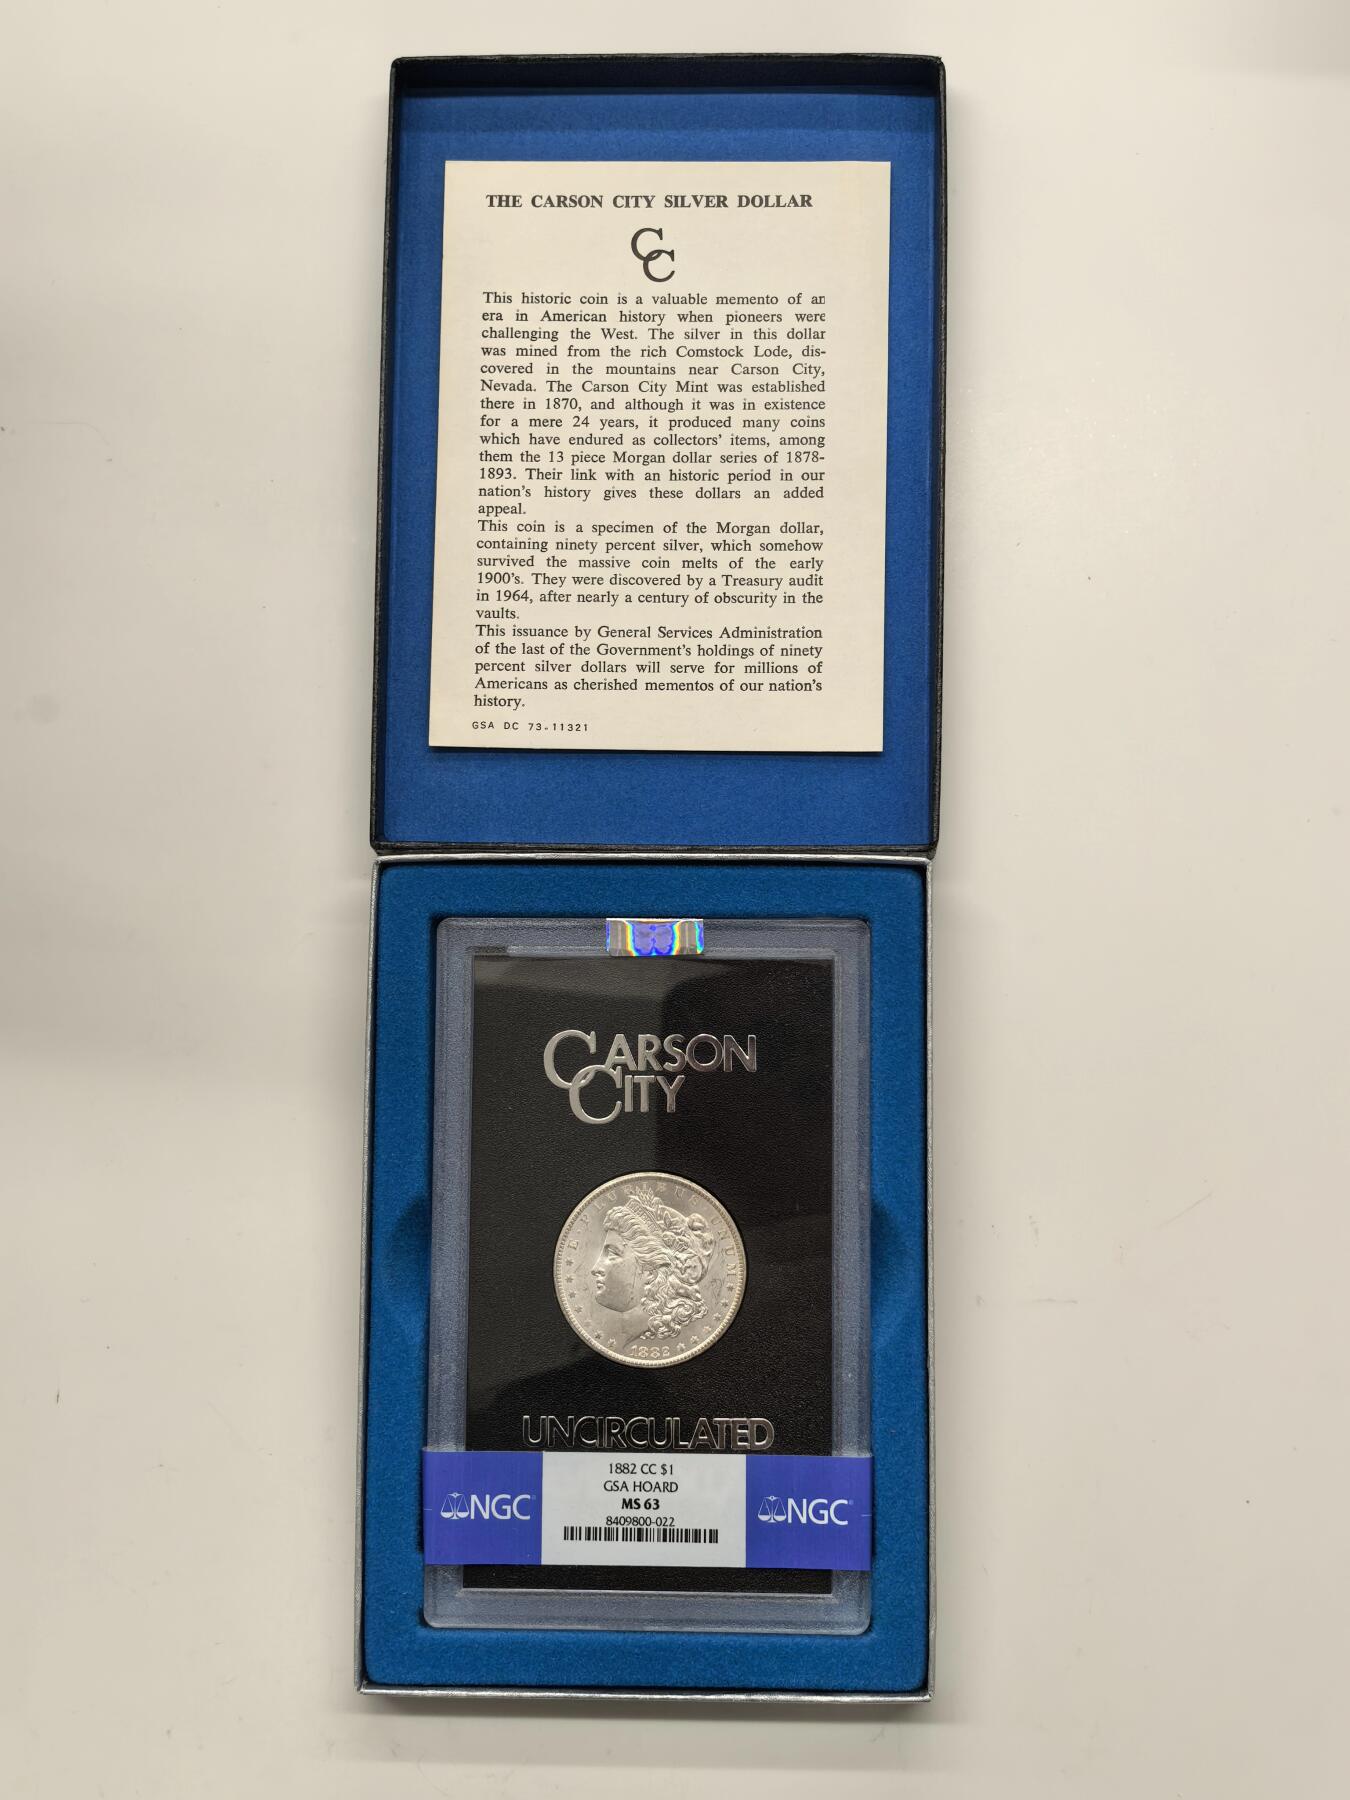 THE CARSON CITY SILVER DOLLAR
CC
This historic coin is a valuable memento of an
era in American history when pioneers were
challenging the West. The silver in this dollar
was mined from the rich Comstock Lode, dis-
covered in the mountains near Carson City,
Nevada. The Carson City Mint was established
there in 1870, and although it was in existence
for a mere 24 years, it produced many coins
which have endured as collectors' items, among
them the 13 piece Morgan dollar series of 1878-
1893. Their link with an historic period in our
nation's history gives these dollars an added
appeal.
This coin is a specimen of the Morgan dollar,
containing ninety percent silver, which somehow
survived the massive coin melts of the early
1900's. They were discovered by a Treasury audit
in 1964, after nearly a century of obscurity in the
vaults.
This issuance by General Services Administration
of the last of the Government's holdings of ninety
percent silver dollars will serve for millions of
Americans as cherished mementos of our nation's
history.
GSA DC 73-11321
CARSON
CITY
E·PLURIBUS UNUM
1882
UNCIRCULATED
NGC
1882 CC $1
GSA HOARD
MS 63
8409800-022
NGC